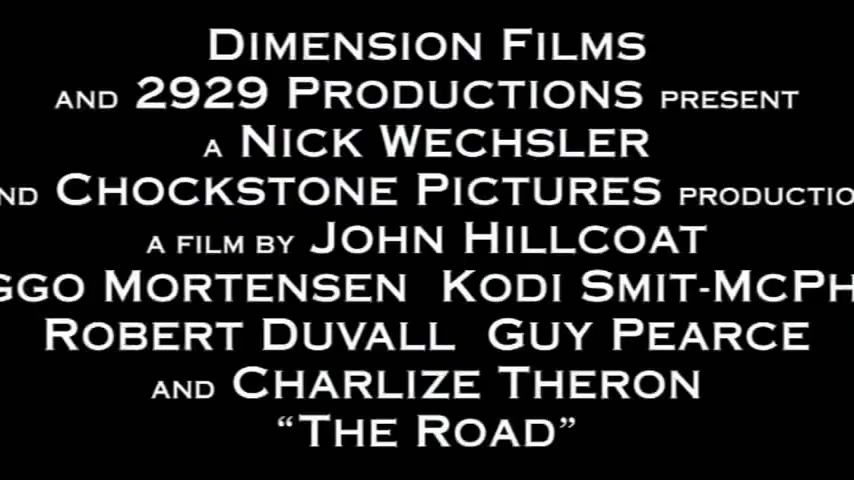 DIMENSION FILMS
AND 2929 PRODUCTIONS PRESENT
A NICK WECHSLER
ND CHOCKSTONE PICTURES PRODUCTIO
A FILM BY JOHN HILLCOAT
GGO MORTENSEN KODI SMIT-MCPH
ROBERT DUVALL GUY PEARCE
AND CHARLIZE THERON
“THE ROAD”